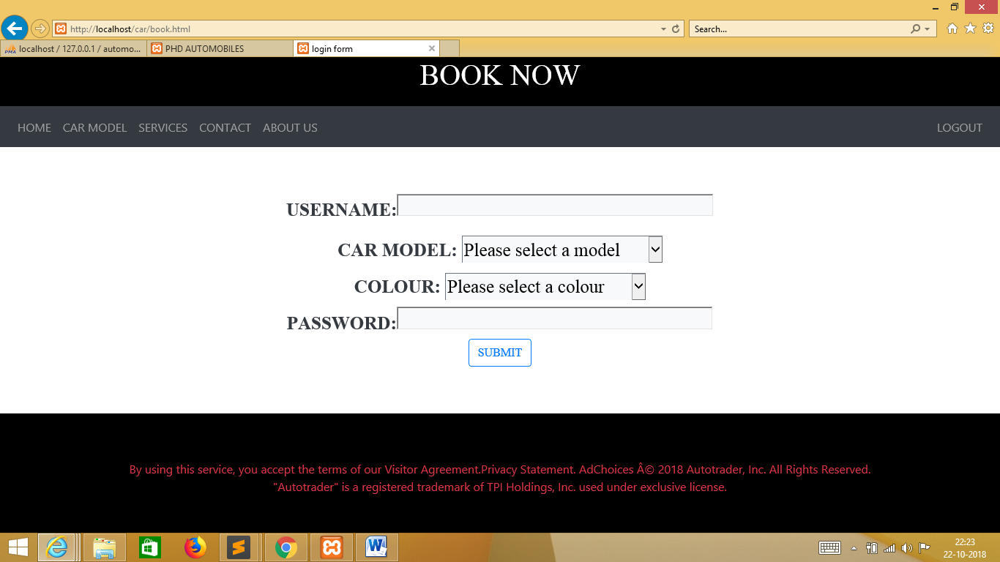 http://localhost/car/book.html
Search...
localhost / 127.0.0.1 / automo...
PHD AUTOMOBILES
login form
BOOK NOW
HOME CAR MODEL SERVICES CONTACT ABOUT US LOGOUT
USERNAME:
CAR MODEL: Please select a model
COLOUR: Please select a colour
PASSWORD:
SUBMIT
By using this service, you accept the terms of our Visitor Agreement.Privacy Statement. AdChoices Â© 2018 Autotrader, Inc. All Rights Reserved.
"Autotrader" is a registered trademark of TPI Holdings, Inc. used under exclusive license.
22:23
22-10-2018